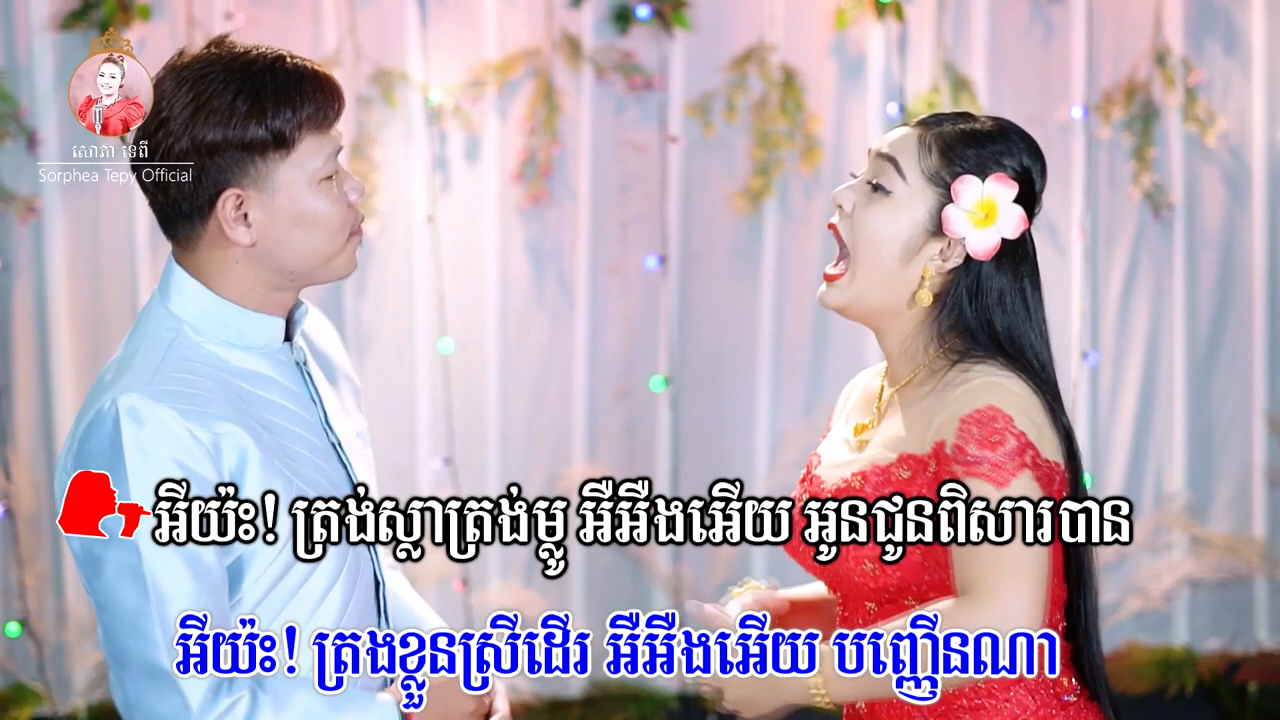 សោភា ទេពី
Sorphea Tepy Official
អីយ៉ះ! ត្រង់ស្លាត្រង់ម្លូ អឺអឺងអើយ អូនជូនពិសារបាន
អីយ៉ះ! ត្រងខ្លួនស្រីដើរ អឺអឺងអើយ បញ្ញើនណា